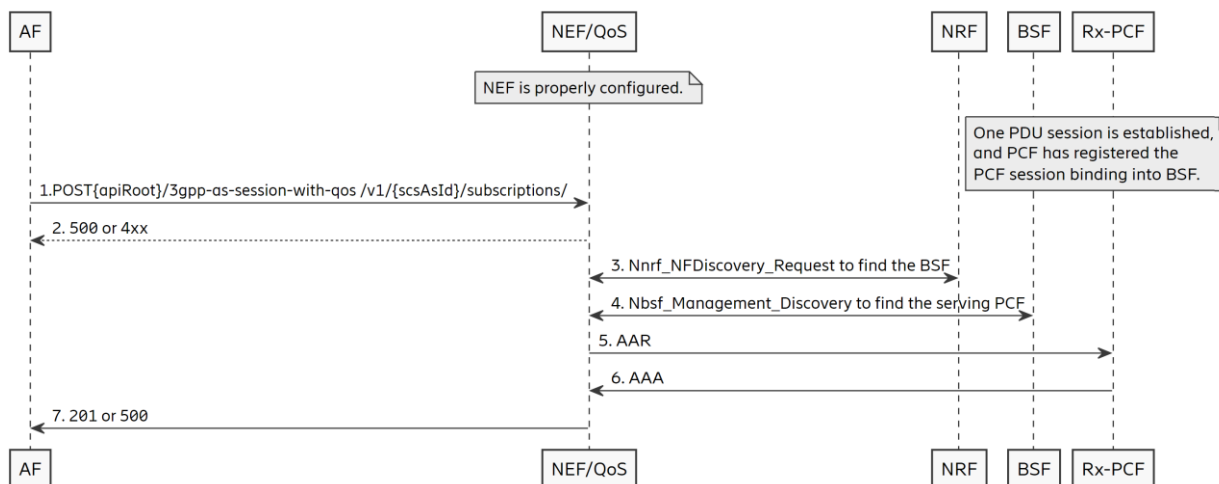 AF
NEF/QoS
NRF
BSF
Rx-PCF
NEF is properly configured.
One PDU session is established,
and PCF has registered the
PCF session binding into BSF.
1.POST{apiRoot}/3gpp-as-session-with-qos /v1/{scsAsId}/subscriptions/
2. 500 or 4xx
3. Nnrf_NFDiscovery_Request to find the BSF
4. Nbsf_Management_Discovery to find the serving PCF
5. AAR
6. AAA
7. 201 or 500
AF
NEF/QoS
NRF
BSF
Rx-PCF